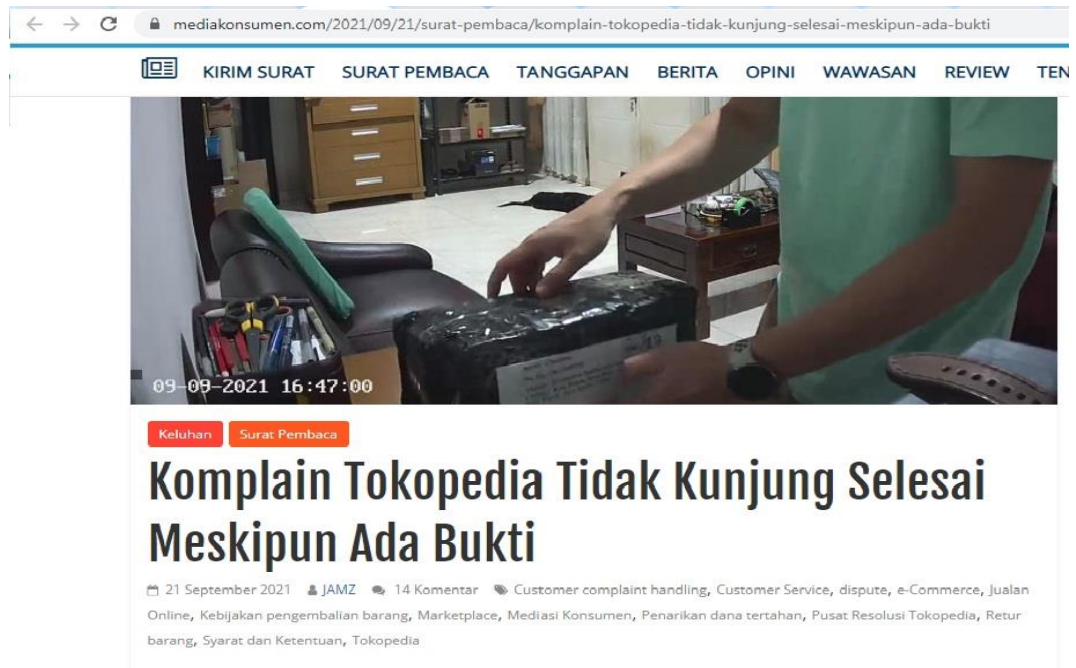 mediakonsumen.com/2021/09/21/surat-pembaca/komplain-tokopedia-tidak-kunjung-selesai-meskipun-ada-bukti
KIRIM SURAT SURAT PEMBACA TANGGAPAN BERITA OPINI WAWASAN REVIEW TEN
09-09-2021 16:47:00
Keluhan Surat Pembaca
Komplain Tokopedia Tidak Kunjung Selesai
Meskipun Ada Bukti
21 September 2021 JAMZ 14 Komentar Customer complaint handling, Customer Service, dispute, e-Commerce, Jualan
Online, Kebijakan pengembalian barang, Marketplace, Mediasi Konsumen, Penarikan dana tertahan, Pusat Resolusi Tokopedia, Retur
barang, Syarat dan Ketentuan, Tokopedia